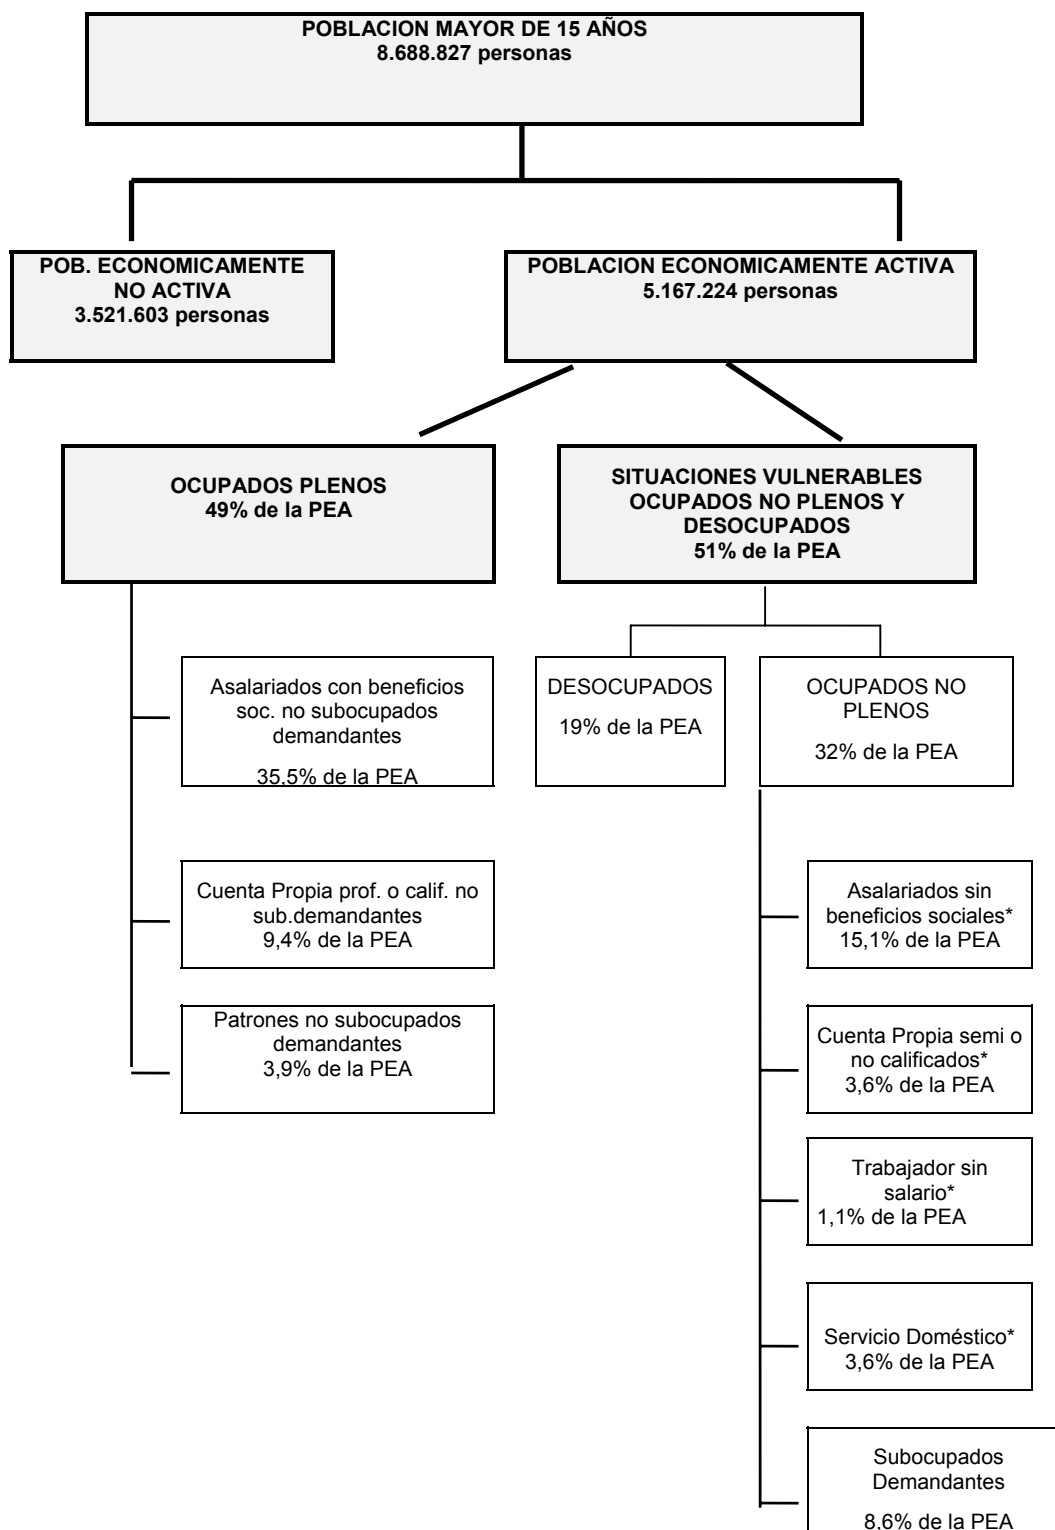 POBLACION MAYOR DE 15 AÑOS
8.688.827 personas
POB. ECONOMICAMENTE
NO ACTIVA
3.521.603 personas
POBLACION ECONOMICAMENTE ACTIVA
5.167.224 personas
OCUPADOS PLENOS
49% de la PEA
SITUACIONES VULNERABLES
OCUPADOS NO PLENOS Y
DESOCUPADOS
51% de la PEA
Asalariados con beneficios
soc. no subocupados
demandantes
35,5% de la PEA
DESOCUPADOS
19% de la PEA
OCUPADOS NO
PLENOS
32% de la PEA
Cuenta Propia prof. o calif. no
sub.demandantes
9,4% de la PEA
Patrones no subocupados
demandantes
3,9% de la PEA
Asalariados sin
beneficios sociales*
15,1% de la PEA
Cuenta Propia semi o
no calificados*
3,6% de la PEA
Trabajador sin
salario*
1,1% de la PEA
Servicio Doméstico*
3,6% de la PEA
Subocupados
Demandantes
8,6% de la PEA